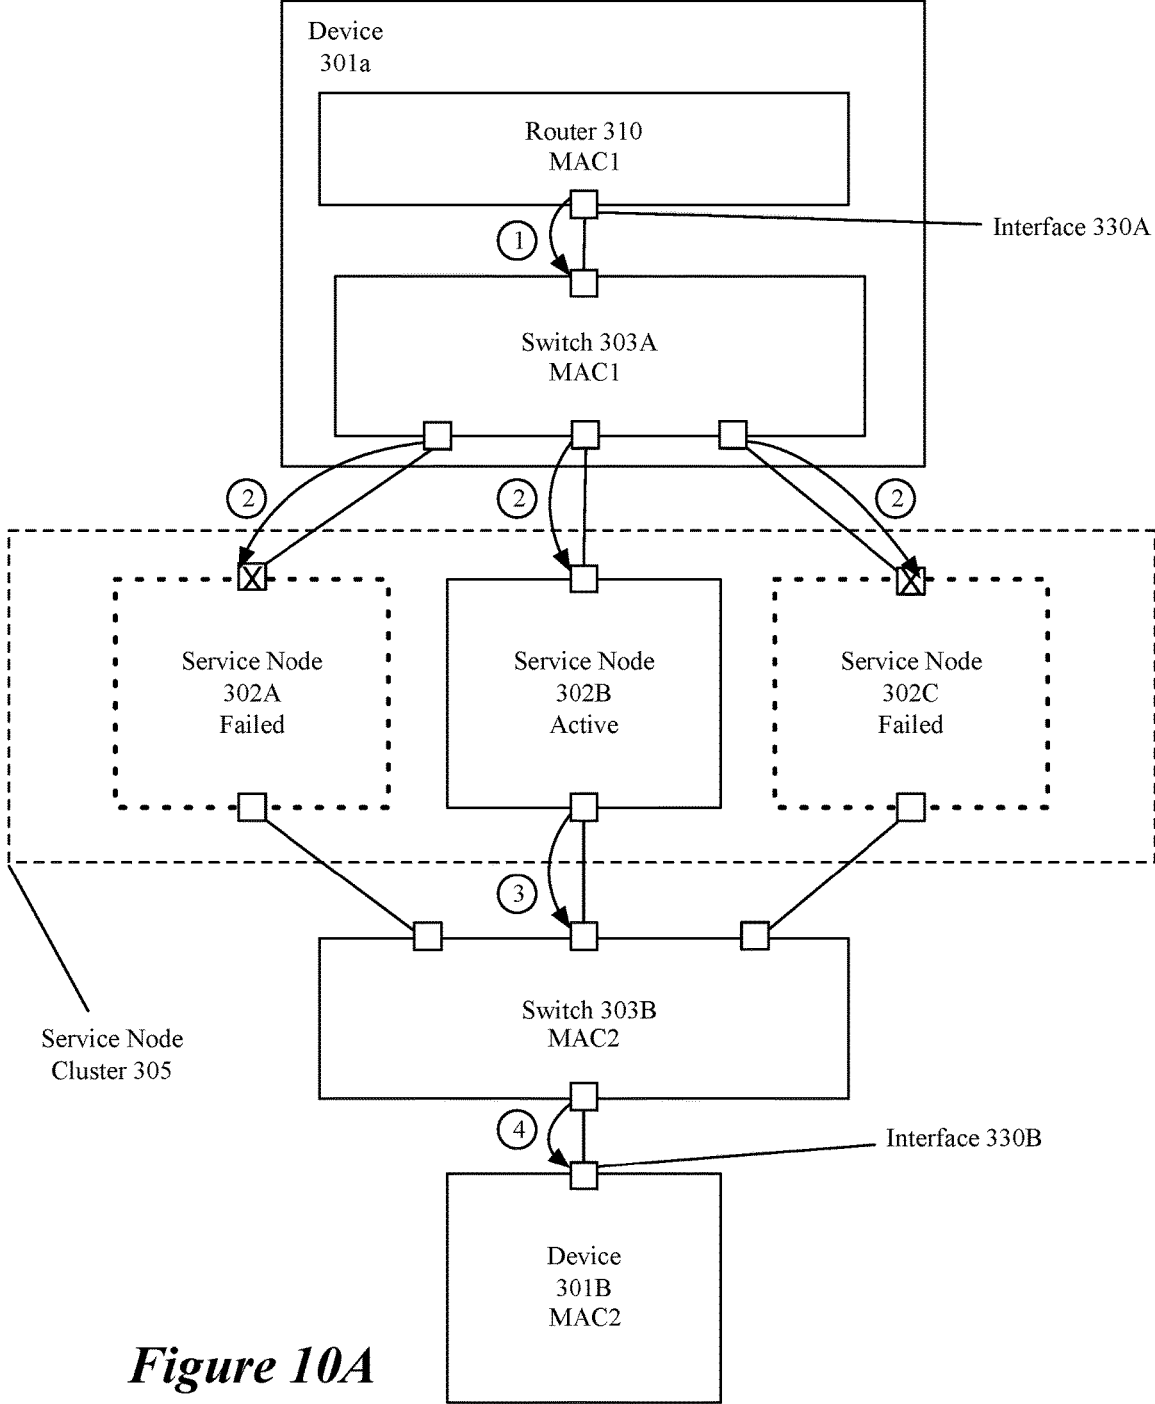 Device
301a
Router 310
MAC1
Interface 330A
1
Switch 303A
MAC1
2
2
2
X
X
Service Node
302A
Failed
Service Node
302B
Active
Service Node
302C
Failed
3
Switch 303B
MAC2
Service Node
Cluster 305
4
Interface 330B
Device
301B
MAC2
Figure 10A